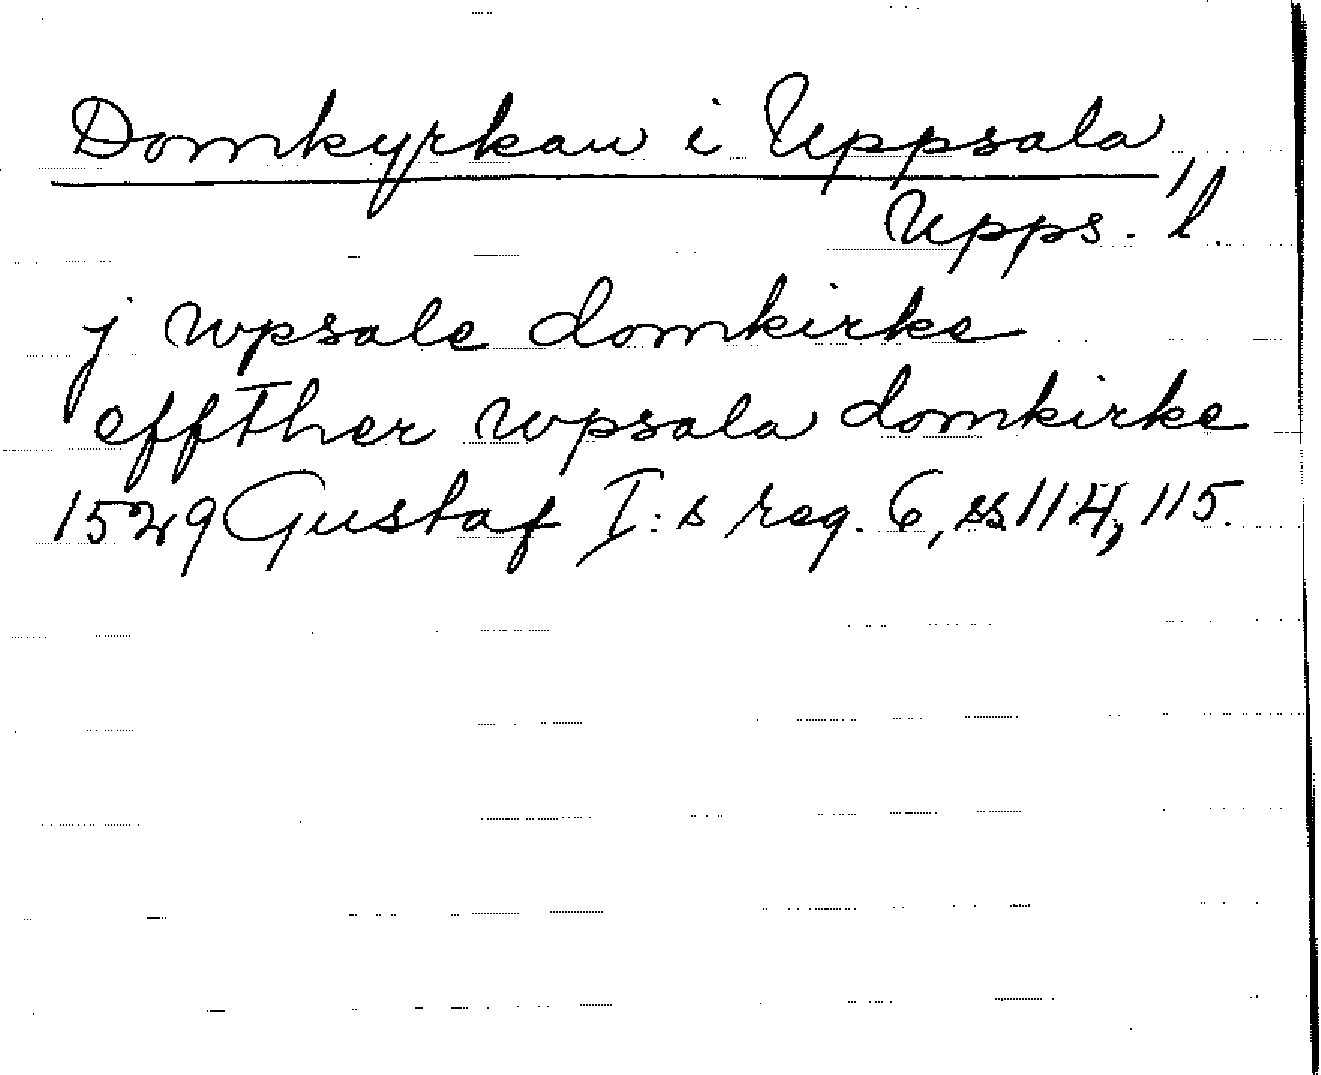 Domkyrkan i Uppsala,
Upps. l.
j wpsale domkirke
effther wpsala domkirke
1529 Gustaf I:s reg. 6, ss 114, 115.